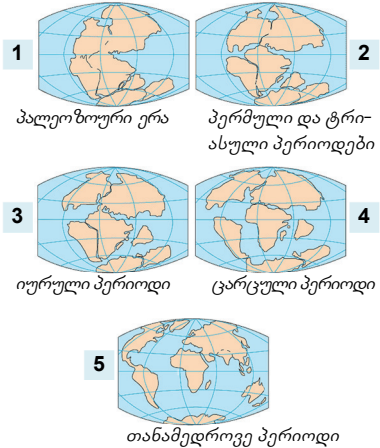 1
2
პალეოზოური ერა
პერმული და ტრი-
ასული პერიოდები
3
4
იურული პერიოდი
ცარცული პერიოდი
5
თანამედროვე პერიოდი